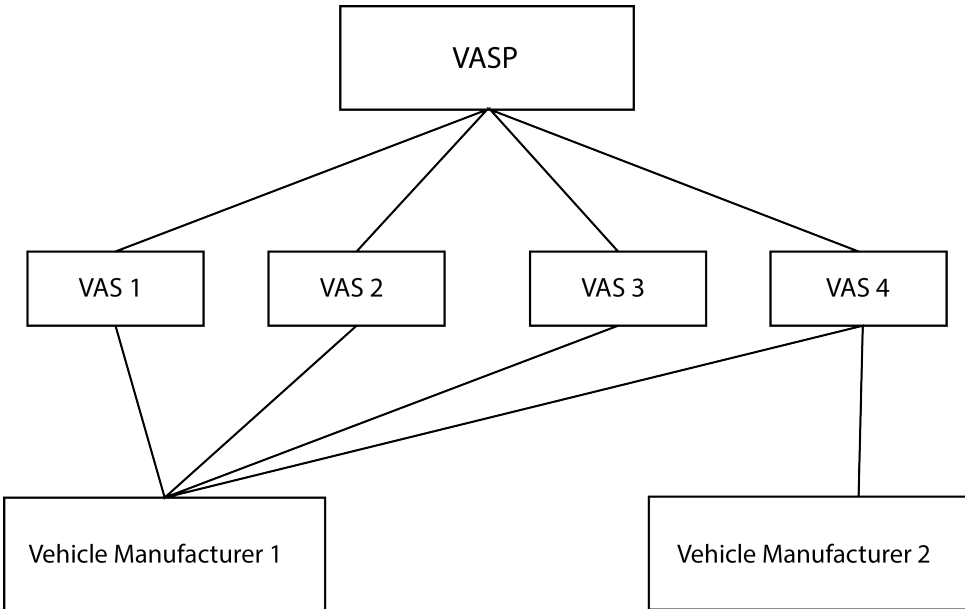 VASP
VAS 1
VAS 2
VAS 3
VAS 4
Vehicle Manufacturer 1
Vehicle Manufacturer 2